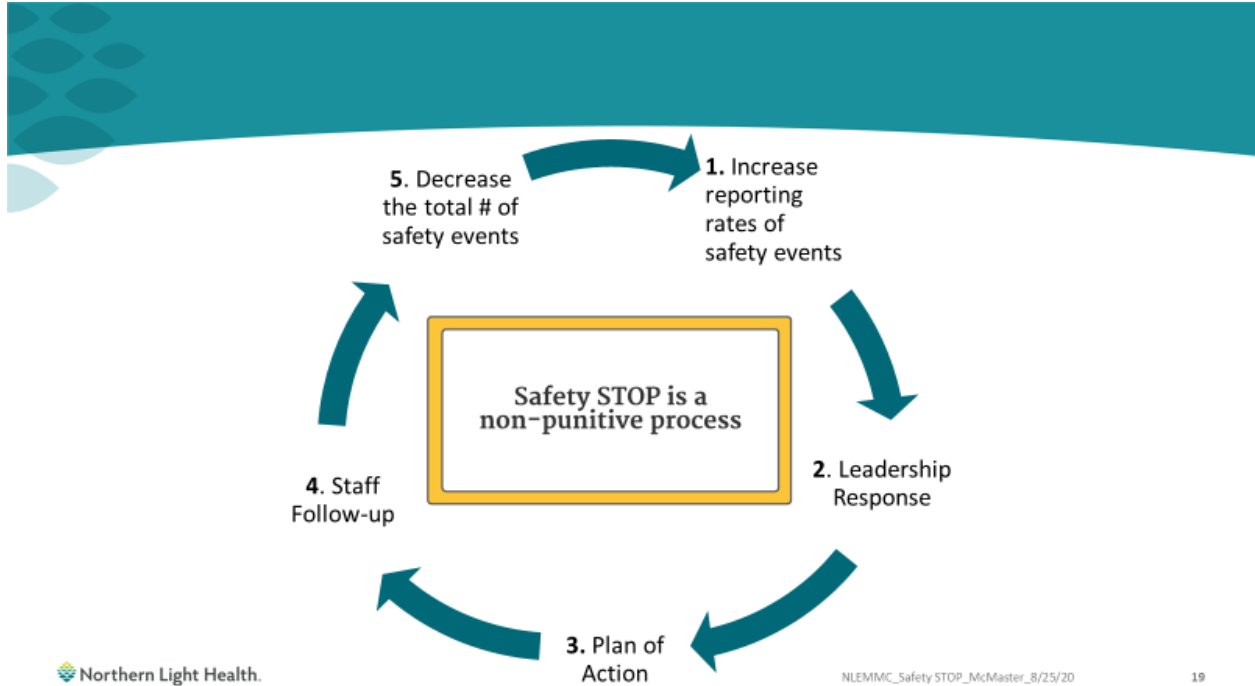 5. Decrease
the total # of
safety events
1. Increase
reporting
rates of
safety events
Safety STOP is a
non-punitive process
2. Leadership
Response
4. Staff
Follow-up
3. Plan of
Action
Northern Light Health.
NLEMMC_Safety STOP_McMaster_8/25/20
19